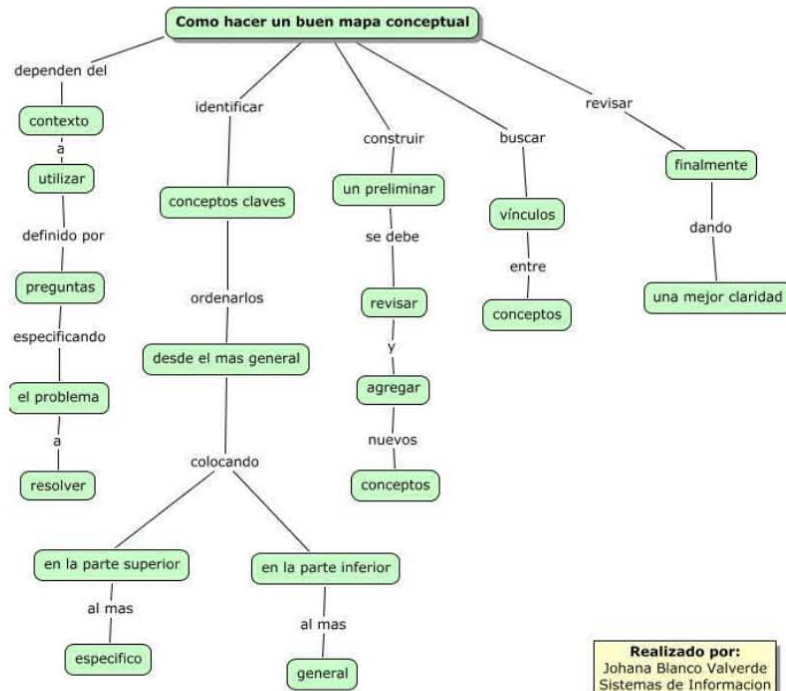 Como hacer un buen mapa conceptual
dependen del
contexto
a
utilizar
definido por
preguntas
especificando
el problema
a
resolver
identificar
conceptos claves
ordenarlos
desde el mas general
colocando
en la parte superior
al mas
especifico
en la parte inferior
al mas
general
construir
un preliminar
se debe
revisar
y
agregar
nuevos
conceptos
buscar
vínculos
entre
conceptos
revisar
finalmente
dando
una mejor claridad
Realizado por:
Johana Blanco Valverde
Sistemas de Informacion